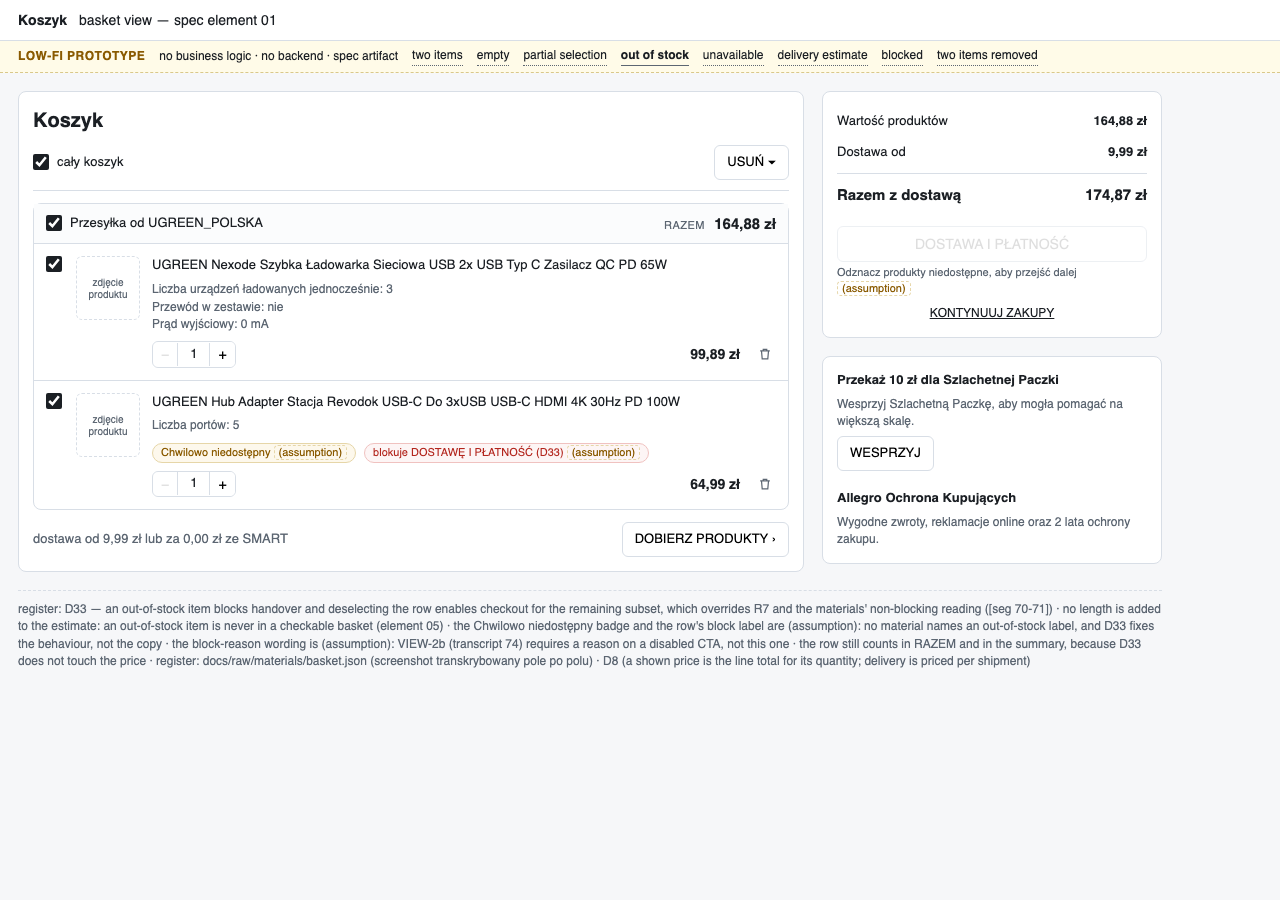 Koszyk basket view — spec element 01
LOW-FI PROTOTYPE no business logic · no backend · spec artifact two items empty partial selection out of stock unavailable delivery estimate blocked two items removed
Koszyk
cały koszyk
USUŃ
Przesyłka od UGREEN_POLSKA
RAZEM 164,88 zł
zdjęcie
produktu
UGREEN Nexode Szybka Ładowarka Sieciowa USB 2x USB Typ C Zasilacz QC PD 65W
Liczba urządzeń ładowanych jednocześnie: 3
Przewód w zestawie: nie
Prąd wyjściowy: 0 mA
− 1 +
99,89 zł
zdjęcie
produktu
UGREEN Hub Adapter Stacja Revodok USB-C Do 3xUSB USB-C HDMI 4K 30Hz PD 100W
Liczba portów: 5
Chwilowo niedostępny (assumption) blokuje DOSTAWĘ I PŁATNOŚĆ (D33) (assumption)
− 1 +
64,99 zł
dostawa od 9,99 zł lub za 0,00 zł ze SMART
DOBIERZ PRODUKTY ›
Wartość produktów 164,88 zł
Dostawa od 9,99 zł
Razem z dostawą 174,87 zł
DOSTAWA I PŁATNOŚĆ
Odznacz produkty niedostępne, aby przejść dalej
(assumption)
KONTYNUUJ ZAKUPY
Przekaż 10 zł dla Szlachetnej Paczki
Wesprzyj Szlachetną Paczkę, aby mogła pomagać na
większą skalę.
WESPRZYJ
Allegro Ochrona Kupujących
Wygodne zwroty, reklamacje online oraz 2 lata ochrony
zakupu.
register: D33 — an out-of-stock item blocks handover and deselecting the row enables checkout for the remaining subset, which overrides R7 and the materials' non-blocking reading ([seg 70-71]) · no length is added
to the estimate: an out-of-stock item is never in a checkable basket (element 05) · the Chwilowo niedostępny badge and the row's block label are (assumption): no material names an out-of-stock label, and D33 fixes
the behaviour, not the copy · the block-reason wording is (assumption): VIEW-2b (transcript 74) requires a reason on a disabled CTA, not this one · the row still counts in RAZEM and in the summary, because D33
does not touch the price · register: docs/raw/materials/basket.json (screenshot transkrybowany pole po polu) · D8 (a shown price is the line total for its quantity; delivery is priced per shipment)